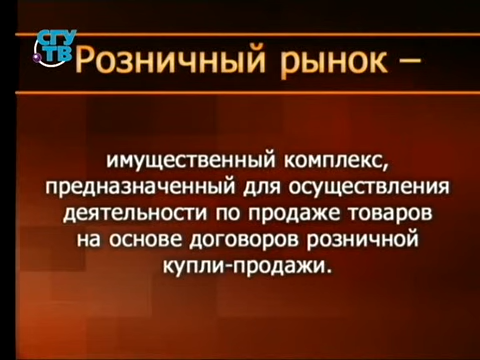 СГУ
ТВ
Розничный рынок –
имущественный комплекс,
предназначенный для осуществления
деятельности по продаже товаров
на основе договоров розничной
купли-продажи.